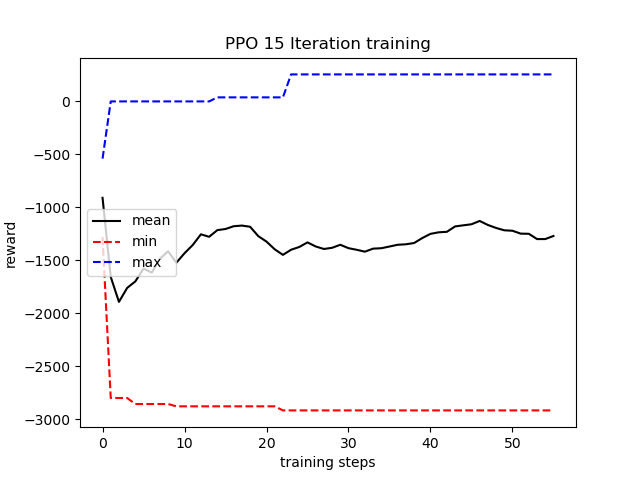 PPO 15 Iteration training
reward
0
−500
−1000
−1500
−2000
−2500
−3000
mean
min
max
0 10 20 30 40 50
training steps